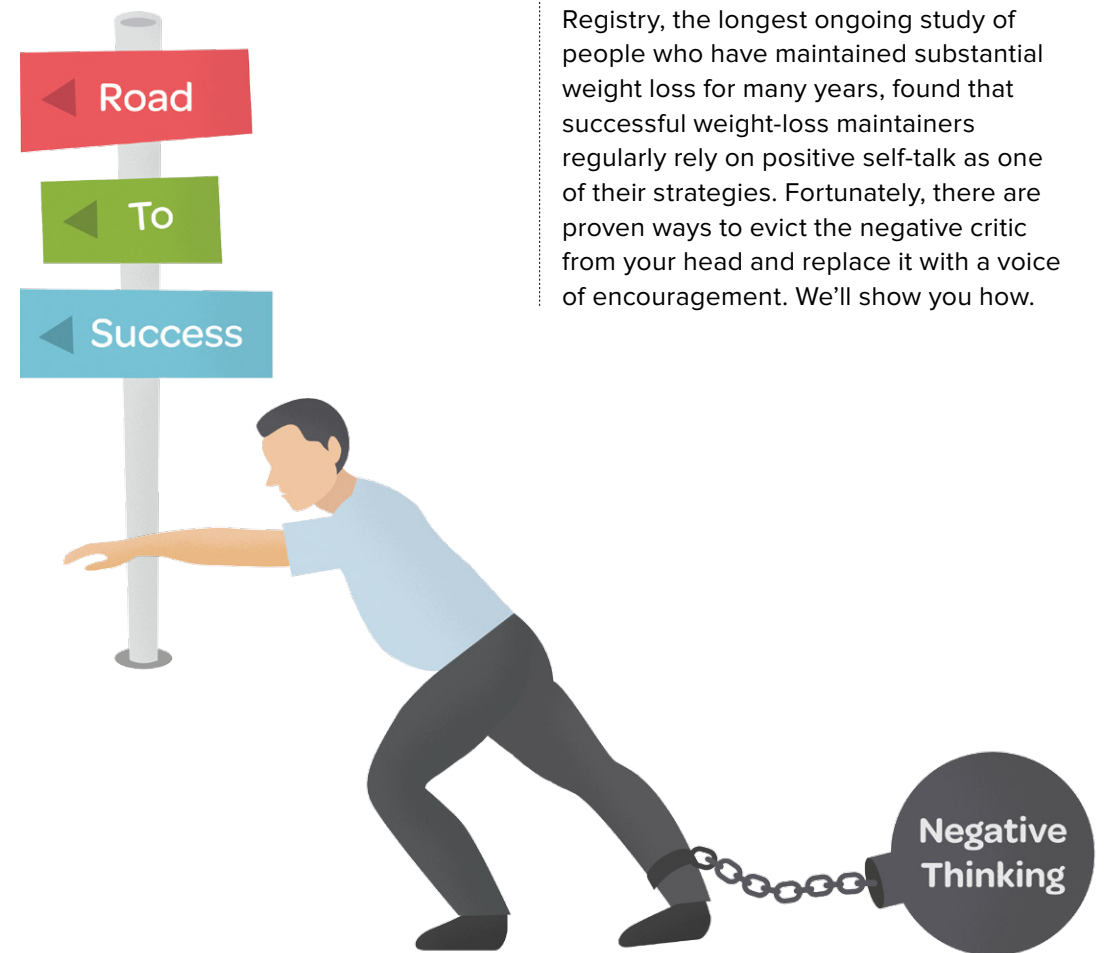 Road
To
Success
Registry, the longest ongoing study of
people who have maintained substantial
weight loss for many years, found that
successful weight-loss maintainers
regularly rely on positive self-talk as one
of their strategies. Fortunately, there are
proven ways to evict the negative critic
from your head and replace it with a voice
of encouragement. We’ll show you how.
Negative
Thinking